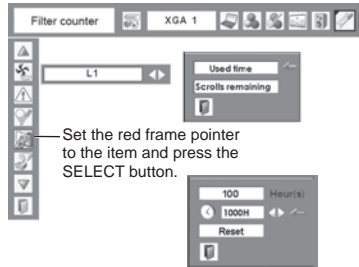 Filter counter
XGA 1
L1
Used time
Scrolls remaining
Set the red frame pointer
to the item and press the
SELECT button.
100 Hour(s)
1000H
Reset